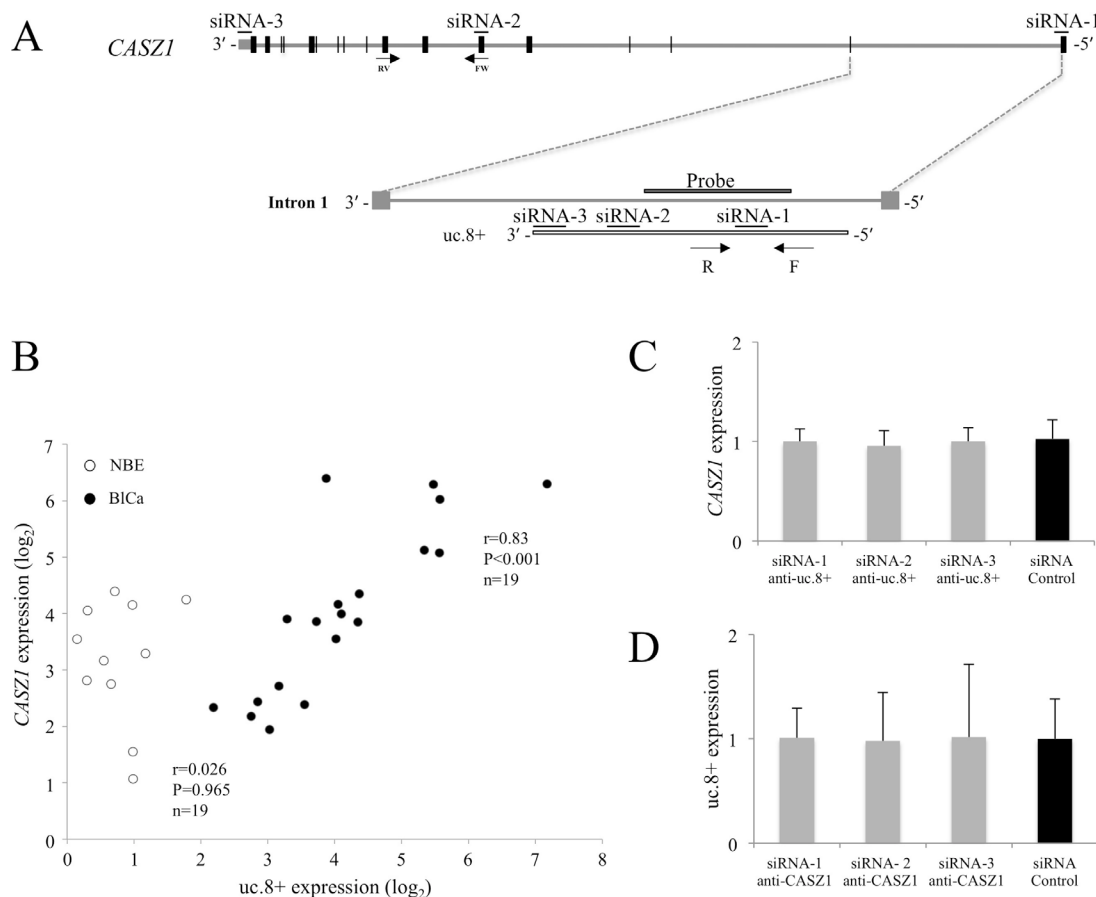 A
siRNA-3
siRNA-2
siRNA-1
CASZ1
3′ -
-5′
RV
FW
Probe
Intron 1
3′ -
-5′
siRNA-3
siRNA-2
siRNA-1
uc.8+
3′ -
-5′
R
F
B
NBE
BlCa
7
6
5
4
3
2
1
0
CASZ1 expression (log2)
r=0.83
P<0.001
n=19
r=0.026
P=0.965
n=19
0
1
2
3
4
5
6
7
8
uc.8+ expression (log2)
C
2
1
0
CASZ1 expression
siRNA-1
anti-uc.8+
siRNA-2
anti-uc.8+
siRNA-3
anti-uc.8+
siRNA
Control
D
2
1
0
uc.8+ expression
siRNA-1
anti-CASZ1
siRNA- 2
anti-CASZ1
siRNA-3
anti-CASZ1
siRNA
Control